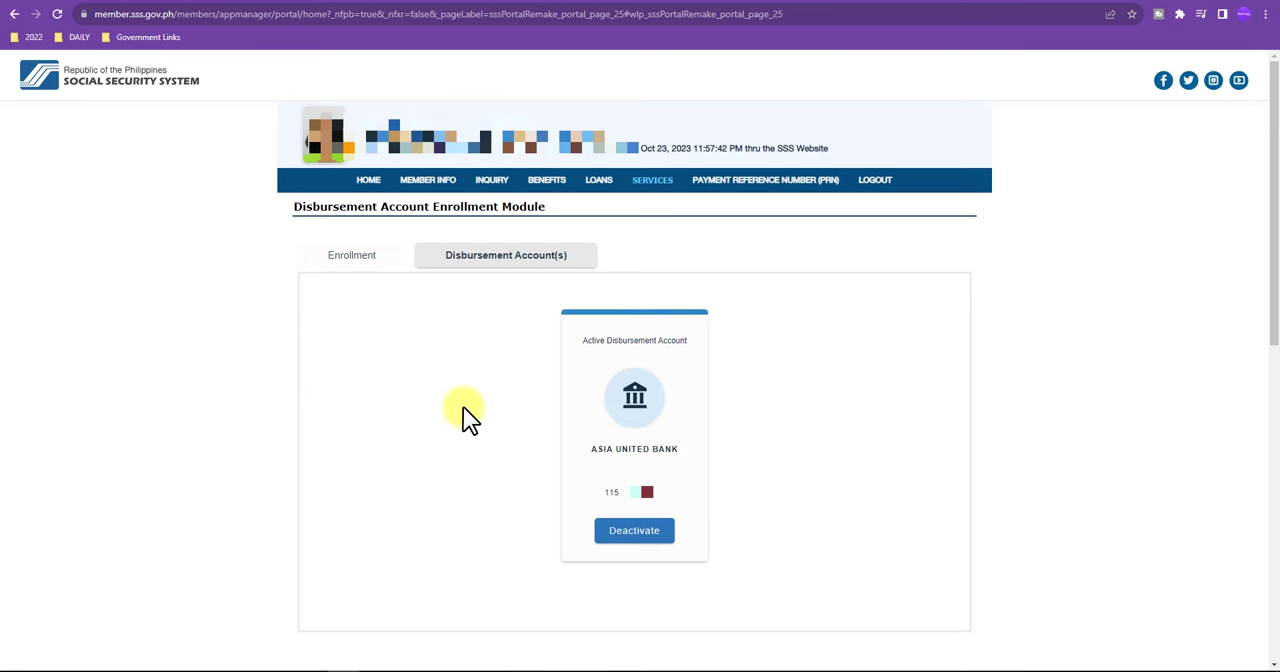 member.sss.gov.ph/members/appmanager/portal/home?_nfpb=true&_nfxr=false&_pageLabel=sssPortalRemake_portal_page_25#wlp_sssPortalRemake_portal_page_25
2022 DAILY Government Links
Republic of the Philippines
SOCIAL SECURITY SYSTEM
Oct 23, 2023 11:57:42 PM thru the SSS Website
HOME MEMBER INFO INQUIRY BENEFITS LOANS SERVICES PAYMENT REFERENCE NUMBER (PRN) LOGOUT
Disbursement Account Enrollment Module
Enrollment Disbursement Account(s)
Active Disbursement Account
ASIA UNITED BANK
115
Deactivate